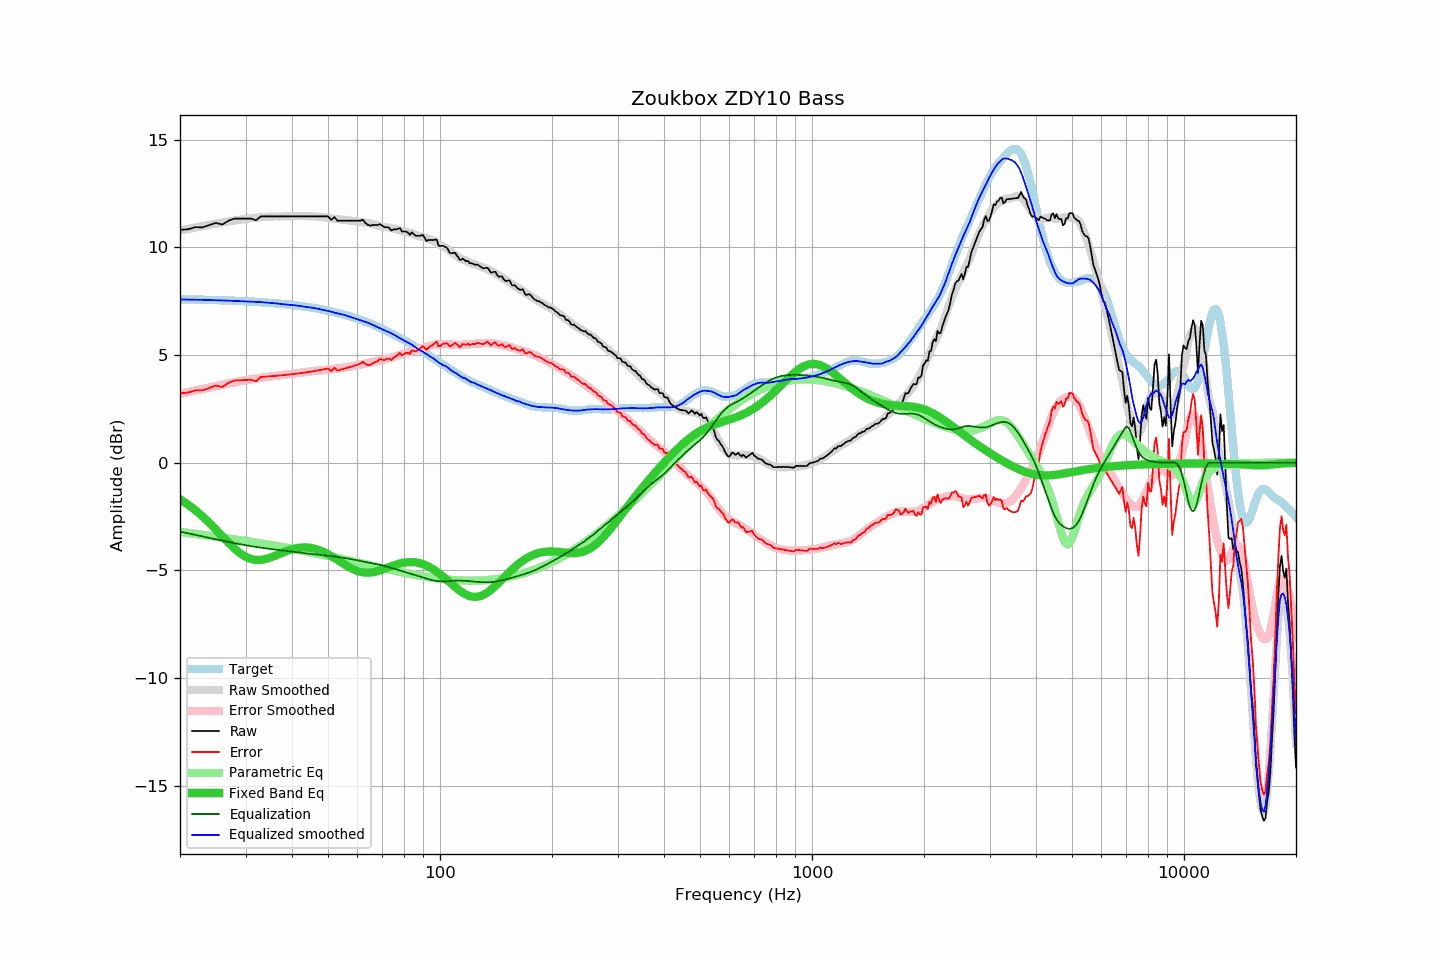 Zoukbox ZDY10 Bass
15
10
5
0
−5
−10
−15
Amplitude (dBr)
Target
Raw Smoothed
Error Smoothed
Raw
Error
Parametric Eq
Fixed Band Eq
Equalization
Equalized smoothed
100
1000
10000
Frequency (Hz)